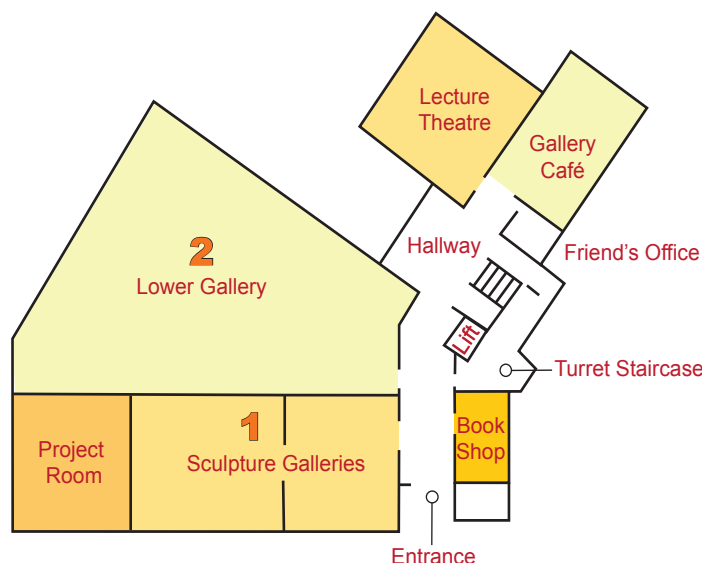 Lecture
Theatre
Gallery
Café
2
Lower Gallery
Hallway
Friend's Office
Lift
Turret Staircase
Project
Room
1
Sculpture Galleries
Book
Shop
Entrance